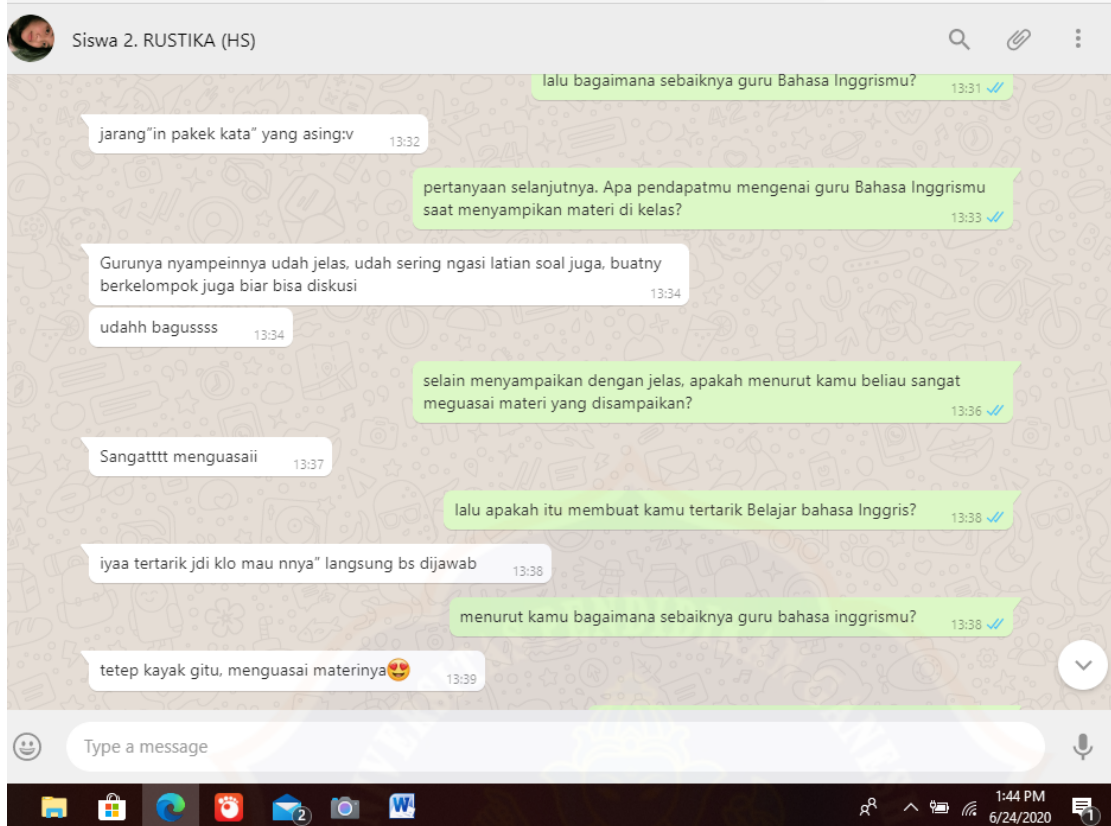 Siswa 2. RUSTIKA (HS)
lalu bagaimana sebaiknya guru Bahasa Inggrismu?
13:31
jarang"in pakek kata" yang asing:v
13:32
pertanyaan selanjutnya. Apa pendapatmu mengenai guru Bahasa Inggrismu
saat menyampikan materi di kelas?
13:33
Gurunya nyampeinnya udah jelas, udah sering ngasi latian soal juga, buatny
berkelompok juga biar bisa diskusi
13:34
udahh bagussss
13:34
selain menyampaikan dengan jelas, apakah menurut kamu beliau sangat
meguasai materi yang disampaikan?
13:36
Sangatttt menguasaii
13:37
lalu apakah itu membuat kamu tertarik Belajar bahasa Inggris?
13:38
iyaa tertarik jdi klo mau nnya" langsung bs dijawab
13:38
menurut kamu bagaimana sebaiknya guru bahasa inggrismu?
13:38
tetep kayak gitu, menguasai materinya😍
13:39
Type a message
2
W
1:44 PM
6/24/2020
1